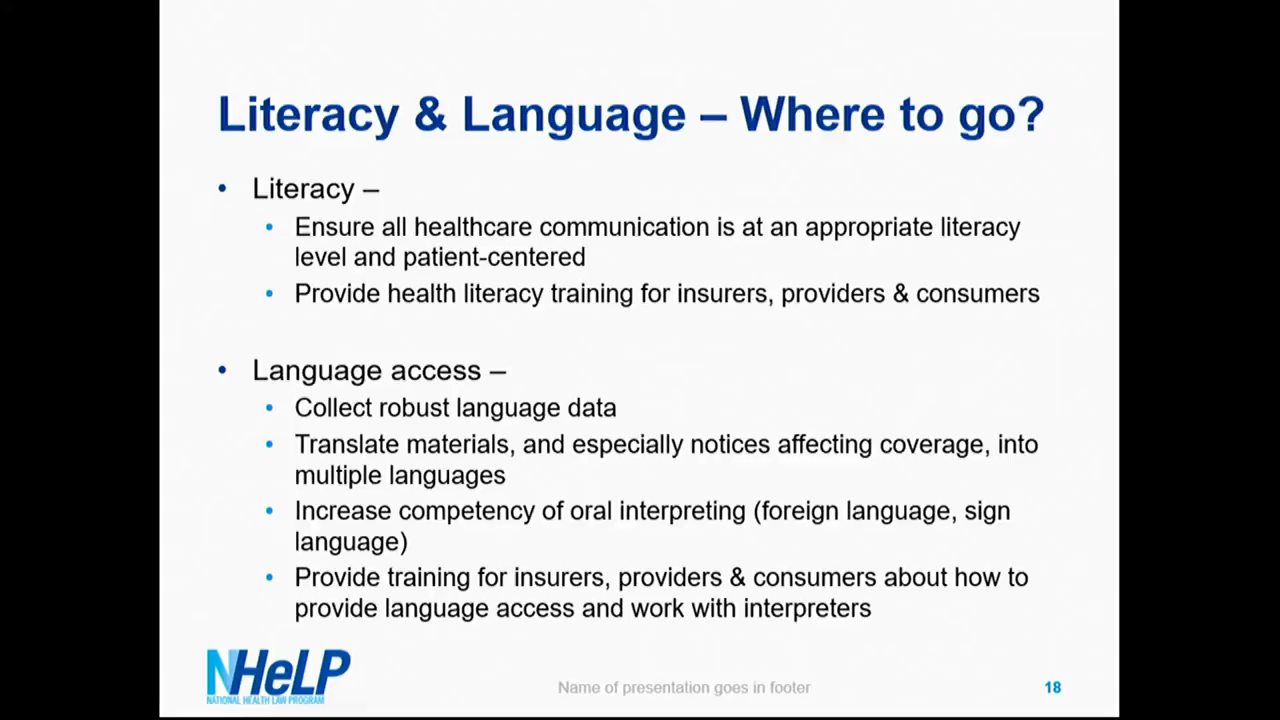 Literacy & Language – Where to go?
• Literacy –
• Ensure all healthcare communication is at an appropriate literacy
level and patient-centered
• Provide health literacy training for insurers, providers & consumers
• Language access –
• Collect robust language data
• Translate materials, and especially notices affecting coverage, into
multiple languages
• Increase competency of oral interpreting (foreign language, sign
language)
• Provide training for insurers, providers & consumers about how to
provide language access and work with interpreters
NHeLP
NATIONAL HEALTH LAW PROGRAM
Name of presentation goes in footer
18